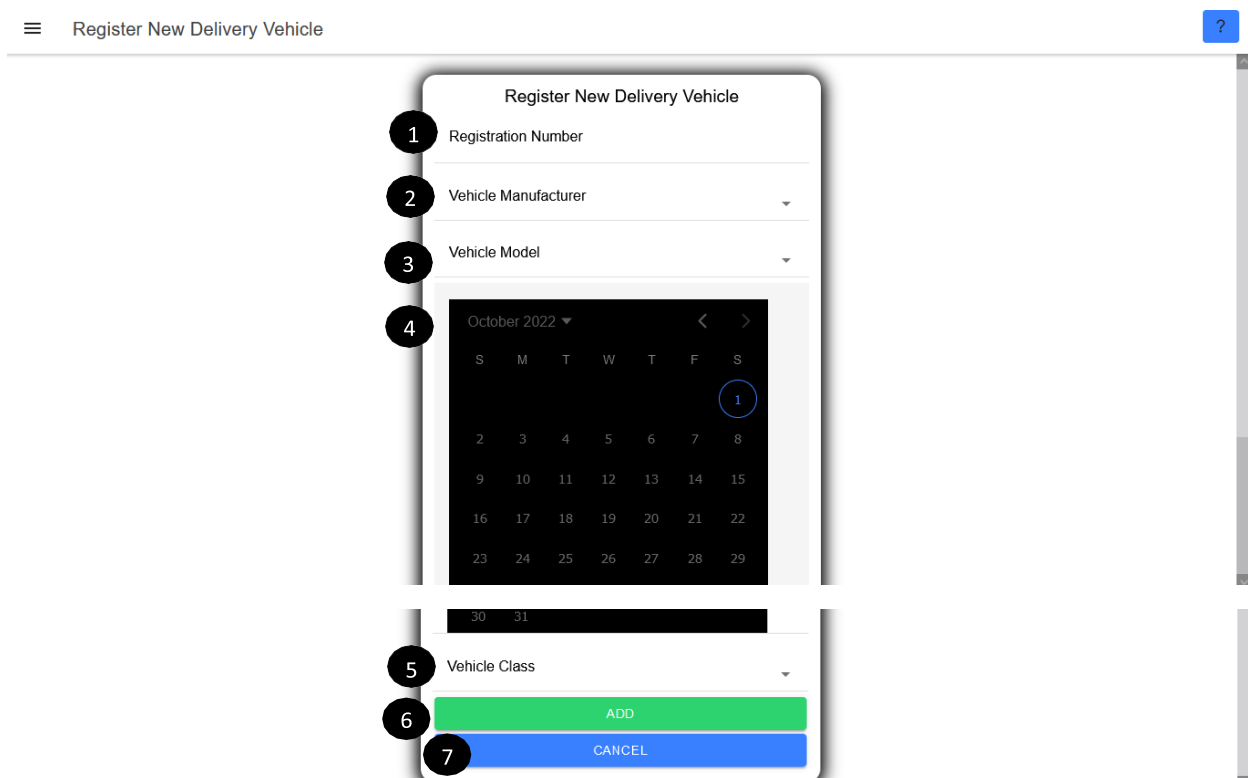 Register New Delivery Vehicle
?
Register New Delivery Vehicle
1 Registration Number
2 Vehicle Manufacturer
3 Vehicle Model
4 October 2022
S M T W T F S
1
2 3 4 5 6 7 8
9 10 11 12 13 14 15
16 17 18 19 20 21 22
23 24 25 26 27 28 29
30 31
5 Vehicle Class
6 ADD
7 CANCEL